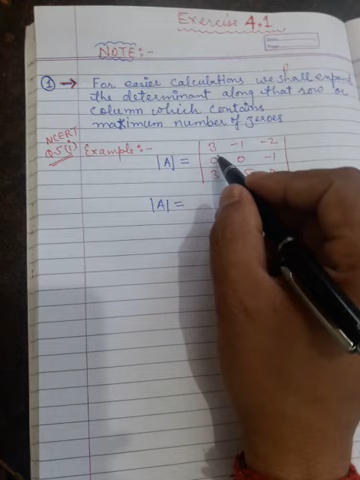 Exercise 4.1
NOTE:-
① → For easier calculations we shall expand
the determinant along that row or
column which contains
maximum number of zeroes
NCERT
Q.5(i)
Example:-
|A| = | 3 -1 -2 |
0 0 -1
3
|A| =